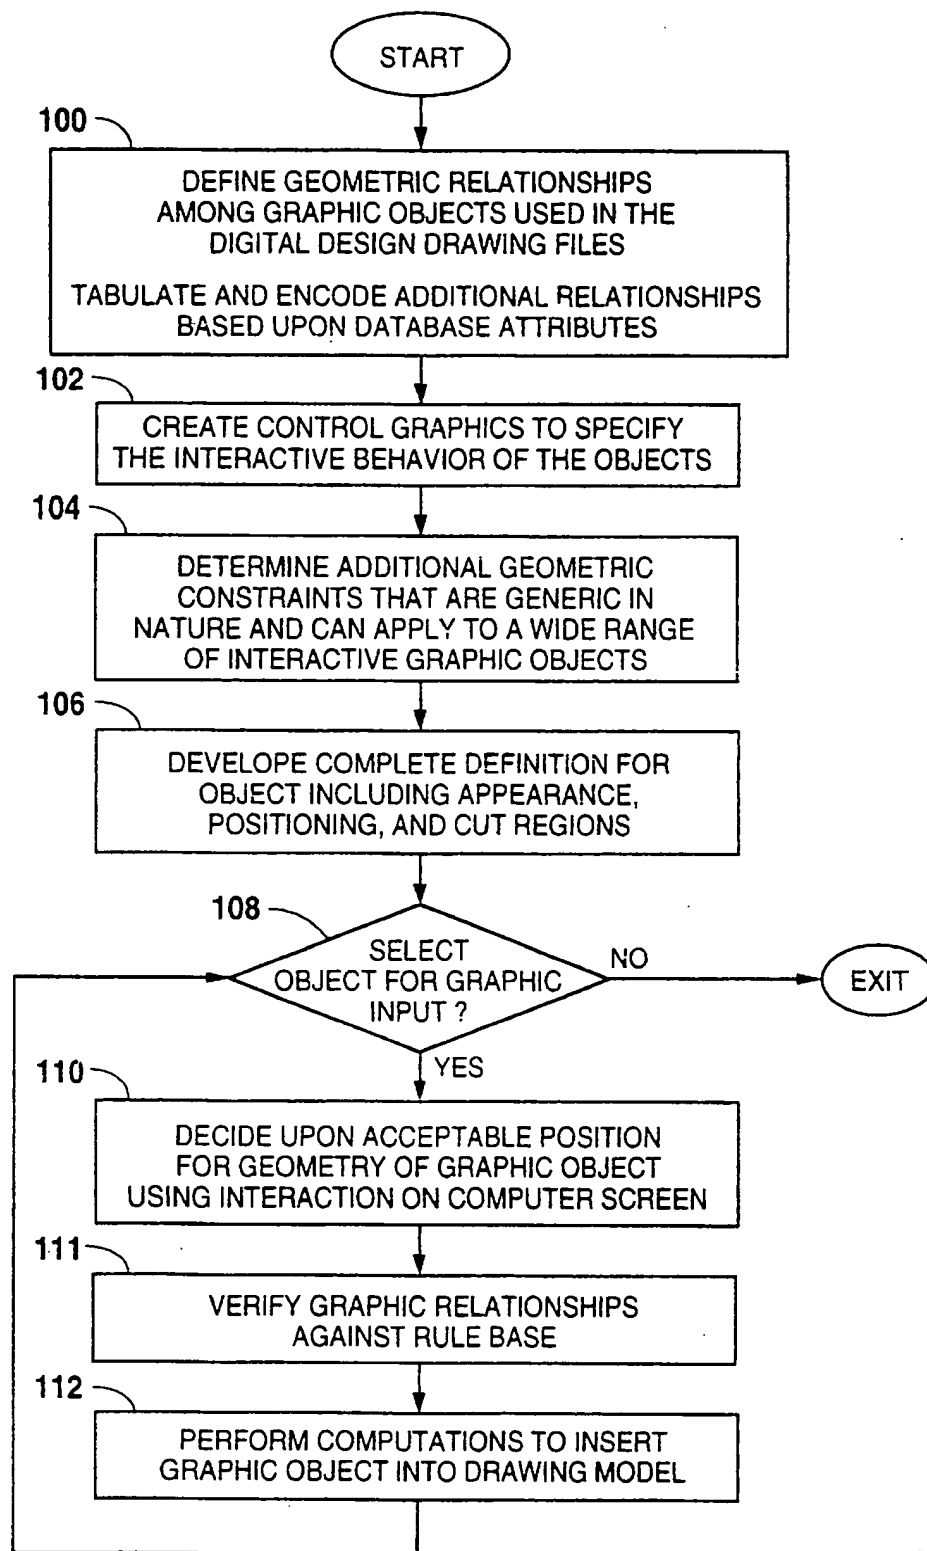 START
100
DEFINE GEOMETRIC RELATIONSHIPS
AMONG GRAPHIC OBJECTS USED IN THE
DIGITAL DESIGN DRAWING FILES
TABULATE AND ENCODE ADDITIONAL RELATIONSHIPS
BASED UPON DATABASE ATTRIBUTES
102
CREATE CONTROL GRAPHICS TO SPECIFY
THE INTERACTIVE BEHAVIOR OF THE OBJECTS
104
DETERMINE ADDITIONAL GEOMETRIC
CONSTRAINTS THAT ARE GENERIC IN
NATURE AND CAN APPLY TO A WIDE RANGE
OF INTERACTIVE GRAPHIC OBJECTS
106
DEVELOPE COMPLETE DEFINITION FOR
OBJECT INCLUDING APPEARANCE,
POSITIONING, AND CUT REGIONS
108
SELECT
OBJECT FOR GRAPHIC
INPUT ?
NO
EXIT
YES
110
DECIDE UPON ACCEPTABLE POSITION
FOR GEOMETRY OF GRAPHIC OBJECT
USING INTERACTION ON COMPUTER SCREEN
111
VERIFY GRAPHIC RELATIONSHIPS
AGAINST RULE BASE
112
PERFORM COMPUTATIONS TO INSERT
GRAPHIC OBJECT INTO DRAWING MODEL